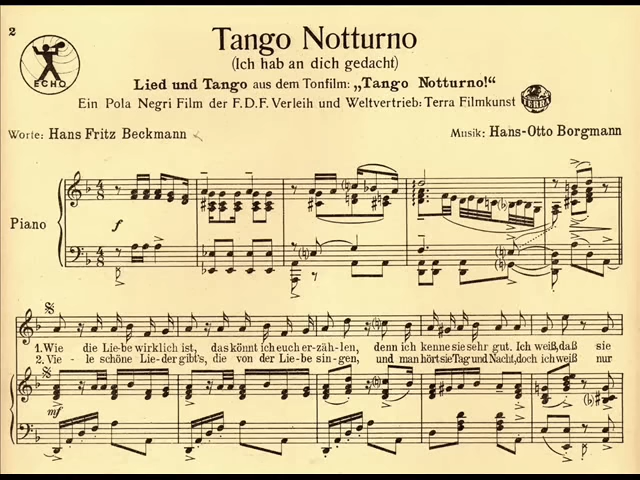 2
Tango Notturno
(Ich hab an dich gedacht)
ECHO
Lied und Tango aus dem Tonfilm: „Tango Notturno!“
Ein Pola Negri Film der F.D.F. Verleih und Weltvertrieb: Terra Filmkunst
TERRA
Worte: Hans Fritz Beckmann
Musik: Hans-Otto Borgmann
Piano
f
1. Wie die Lie-be wirklich ist, das könnt ich euch er-zäh-len, denn ich kenne sie sehr gut. Ich weiß, daß sie
2. Vie-le schöne Lie-der gibt's, die von der Lie-be sin-gen, und man hört sie Tag und Nacht, doch ich weiß nur
mf